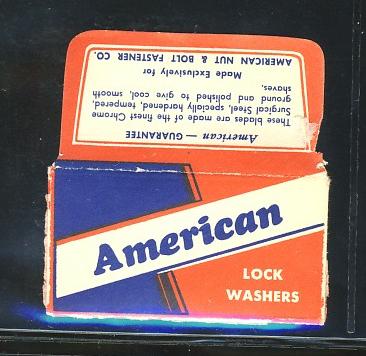 American — GUARANTEE
These blades are made of the finest Chrome
Surgical Steel, specially hardened, tempered,
ground and polished to give cool, smooth
shaves.
Made Exclusively for
AMERICAN NUT & BOLT FASTENER CO.
American
LOCK
WASHERS